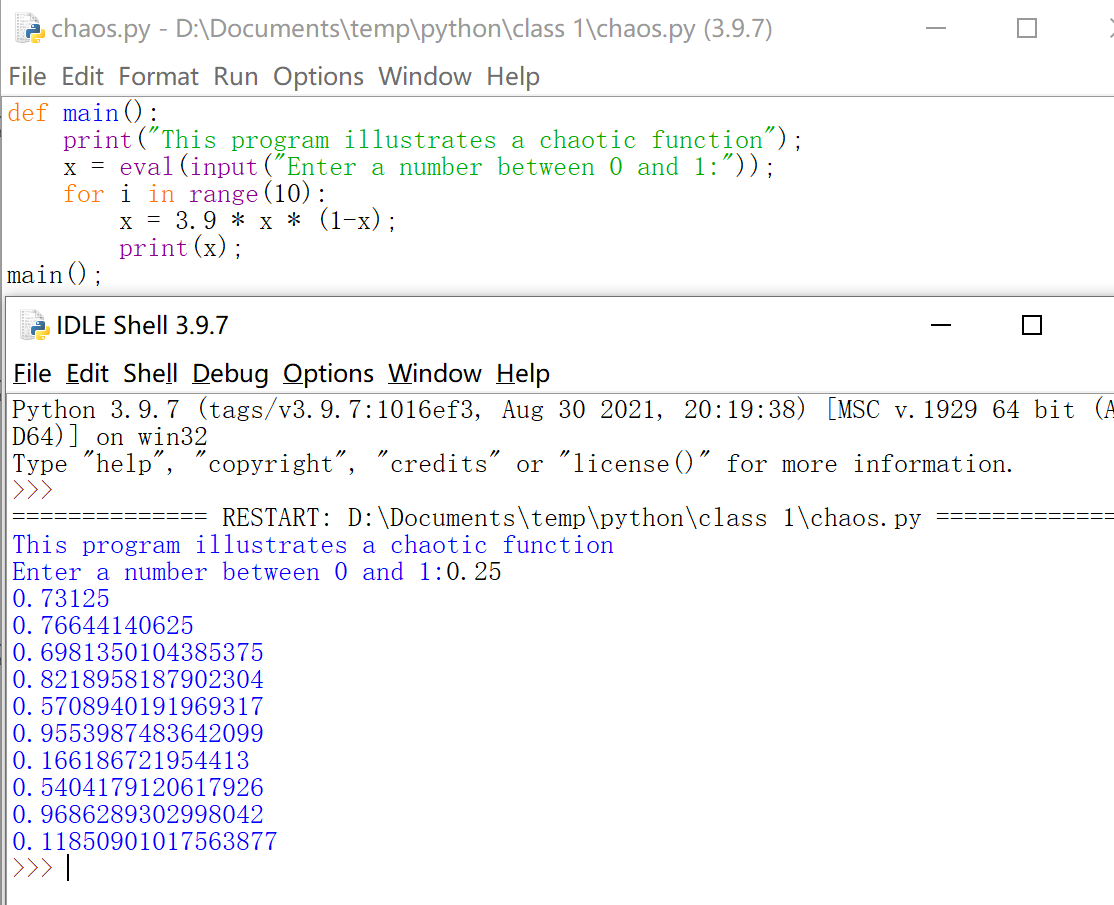 chaos.py - D:\Documents\temp\python\class 1\chaos.py (3.9.7)
File Edit Format Run Options Window Help
def main():
    print("This program illustrates a chaotic function");
    x = eval(input("Enter a number between 0 and 1:"));
    for i in range(10):
        x = 3.9 * x * (1-x);
        print(x);
main();
IDLE Shell 3.9.7
File Edit Shell Debug Options Window Help
Python 3.9.7 (tags/v3.9.7:1016ef3, Aug 30 2021, 20:19:38) [MSC v.1929 64 bit (A
D64)] on win32
Type "help", "copyright", "credits" or "license()" for more information.
>>>
============== RESTART: D:\Documents\temp\python\class 1\chaos.py =============
This program illustrates a chaotic function
Enter a number between 0 and 1:0.25
0.73125
0.76644140625
0.6981350104385375
0.8218958187902304
0.5708940191969317
0.9553987483642099
0.166186721954413
0.5404179120617926
0.9686289302998042
0.11850901017563877
>>>